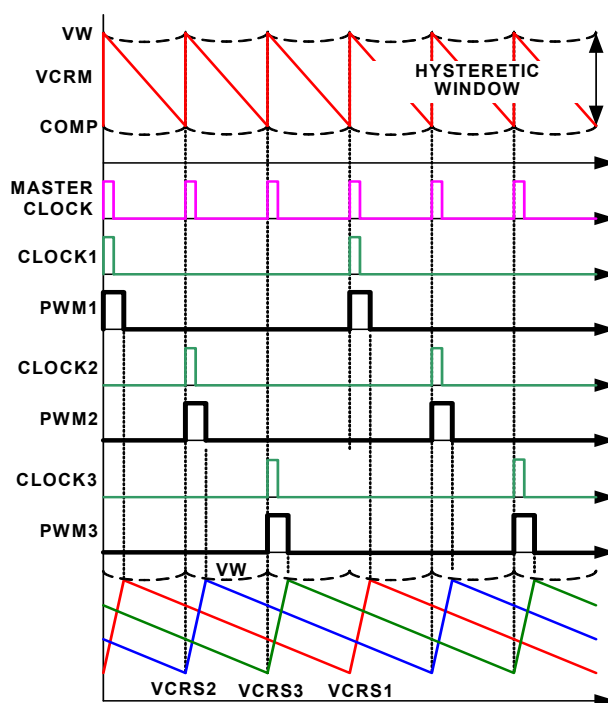 VW
VCRM
HYSTERETIC
WINDOW
COMP
MASTER
CLOCK
CLOCK1
PWM1
CLOCK2
PWM2
CLOCK3
PWM3
VW
VCRS2 VCRS3 VCRS1